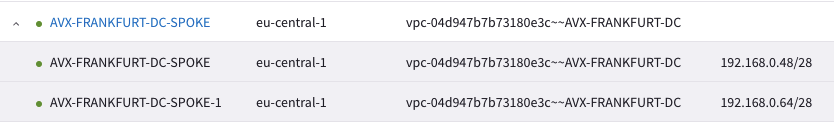 AVX-FRANKFURT-DC-SPOKE eu-central-1 vpc-04d947b7b73180e3c~~AVX-FRANKFURT-DC
AVX-FRANKFURT-DC-SPOKE eu-central-1 vpc-04d947b7b73180e3c~~AVX-FRANKFURT-DC 192.168.0.48/28
AVX-FRANKFURT-DC-SPOKE-1 eu-central-1 vpc-04d947b7b73180e3c~~AVX-FRANKFURT-DC 192.168.0.64/28